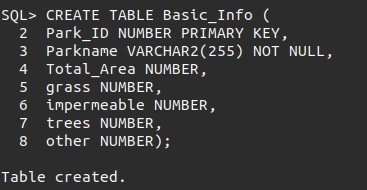 SQL> CREATE TABLE Basic_Info (
  2  Park_ID NUMBER PRIMARY KEY,
  3  Parkname VARCHAR2(255) NOT NULL,
  4  Total_Area NUMBER,
  5  grass NUMBER,
  6  impermeable NUMBER,
  7  trees NUMBER,
  8  other NUMBER);

Table created.